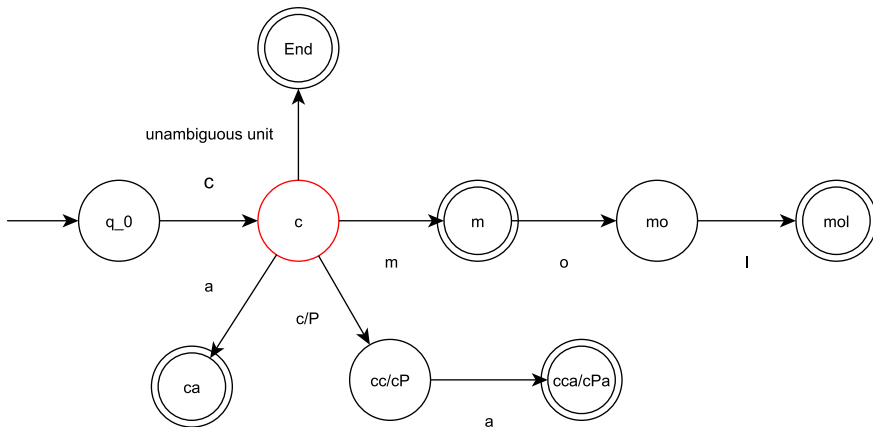 End
unambiguous unit
c
q_0
c
m
mo
mol
m
o
l
a
c/P
ca
cc/cP
cca/cPa
a